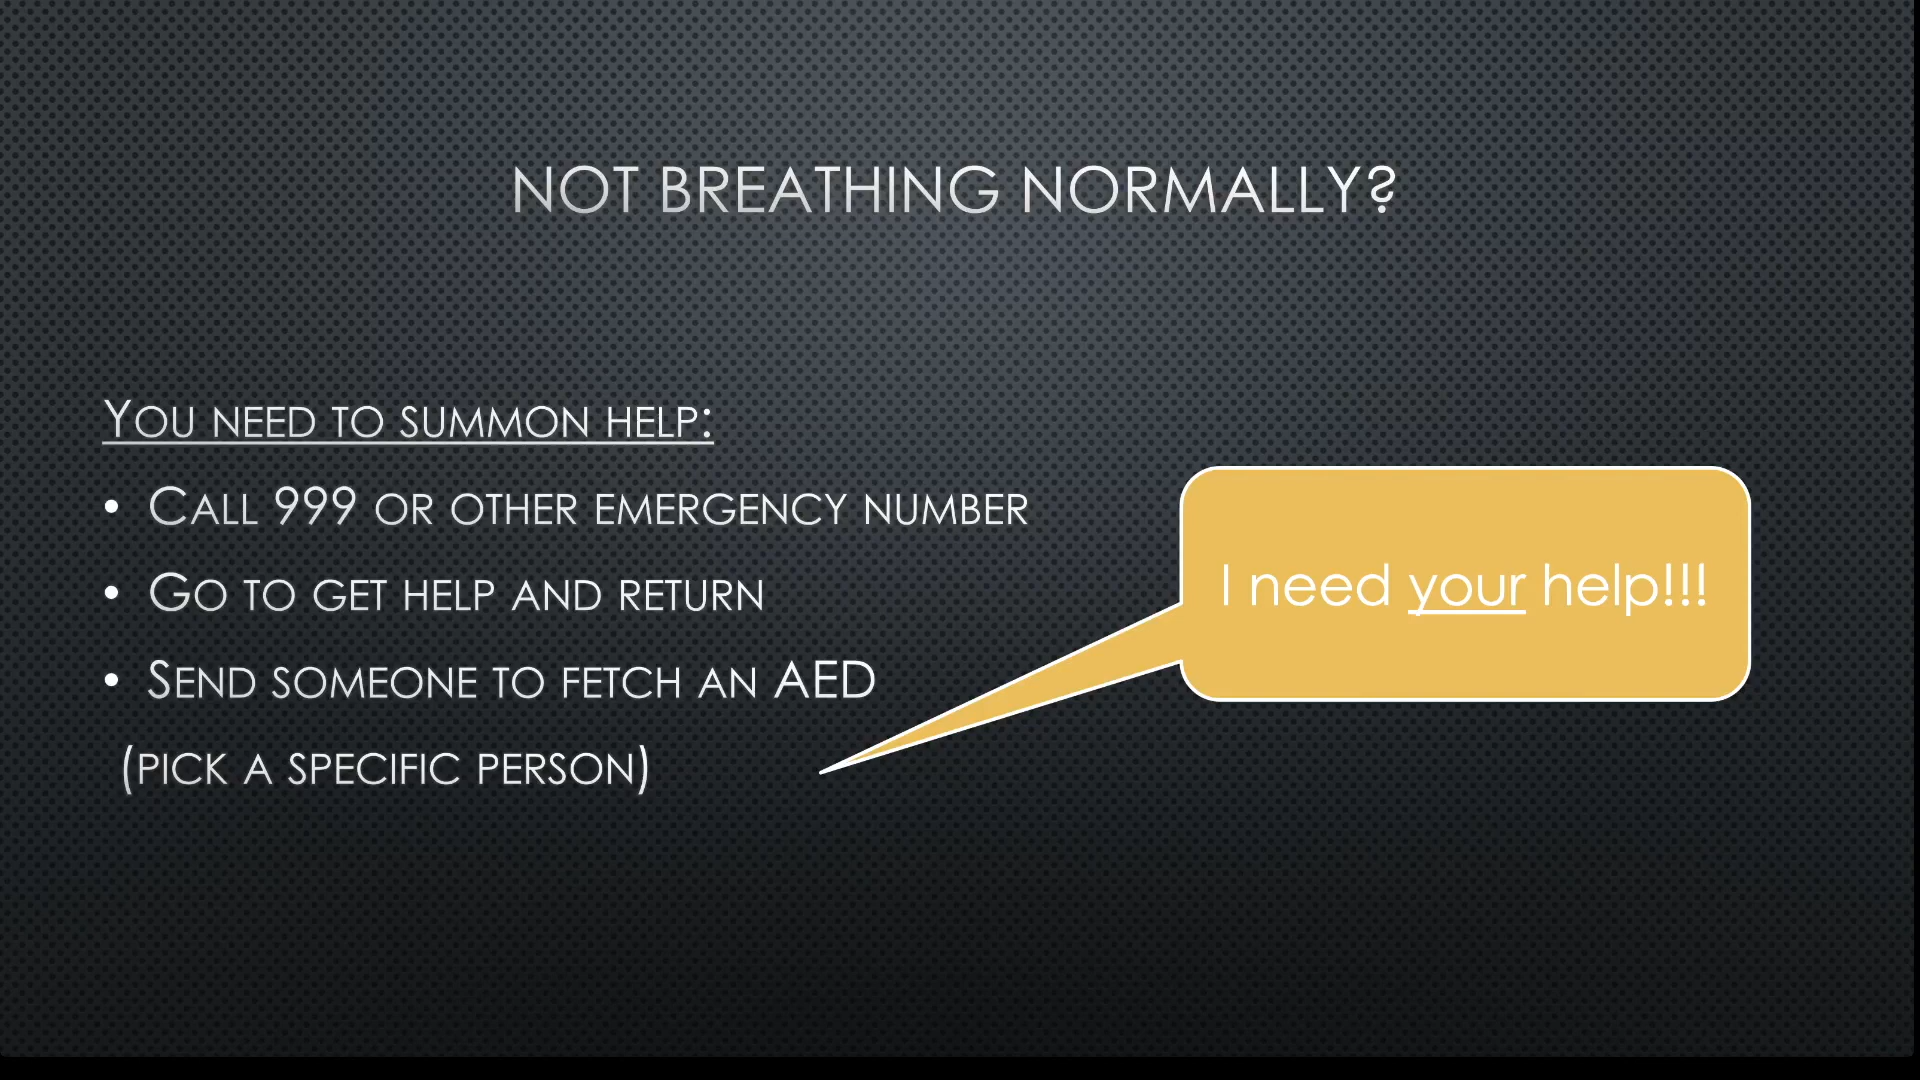 NOT BREATHING NORMALLY?
YOU NEED TO SUMMON HELP:
• CALL 999 OR OTHER EMERGENCY NUMBER
• GO TO GET HELP AND RETURN
• SEND SOMEONE TO FETCH AN AED
(PICK A SPECIFIC PERSON)
I need your help!!!